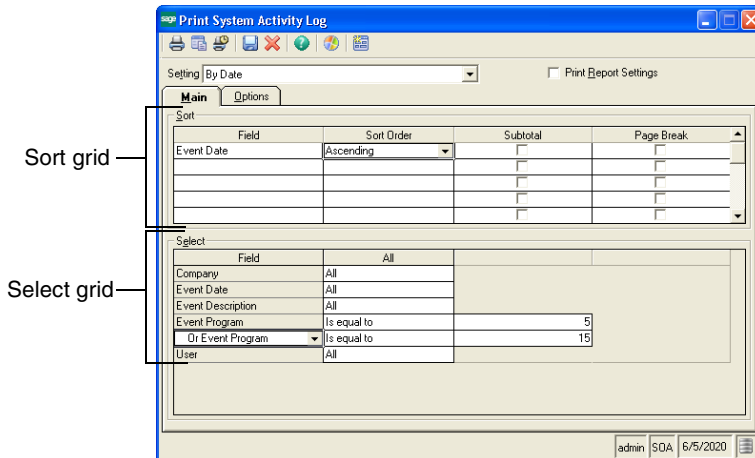 sage Print System Activity Log
Setting By Date Print Report Settings
Main Options
Sort
Field Sort Order Subtotal Page Break
Event Date Ascending
Sort grid
Select
Field All
Company All
Event Date All
Select grid
Event Description All
Event Program Is equal to 5
Or Event Program Is equal to 15
User All
admin SOA 6/5/2020